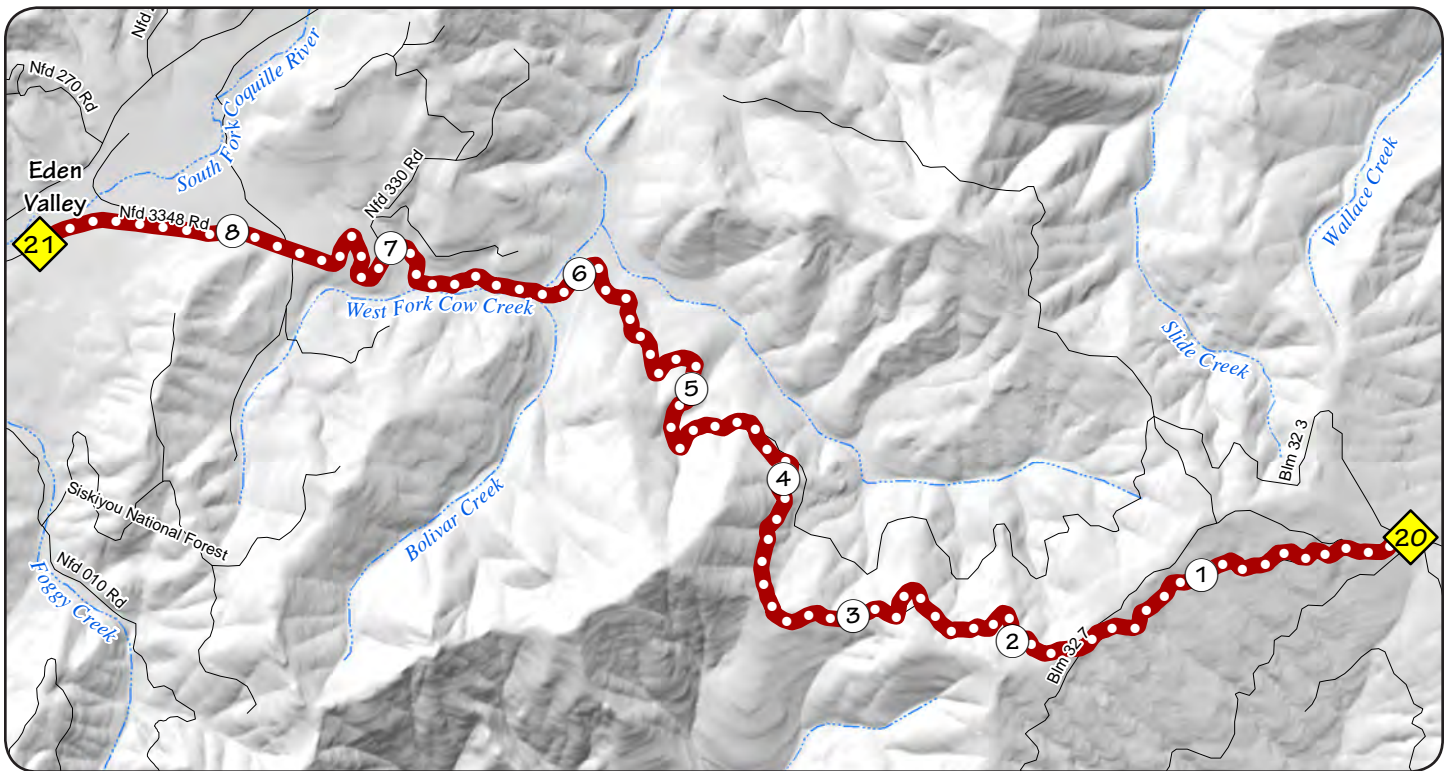 Nfd
Nfd 270 Rd
South Fork Coquille River
Eden
Valley
21
Nfd 3348 Rd
8
Nfd 330 Rd
7
6
West Fork Cow Creek
5
4
3
2
1
20
Wallace Creek
Slide Creek
Blm 32 3
Blm 32 7
Bolivar Creek
Siskiyou National Forest
Nfd 010 Rd
Foggy Creek